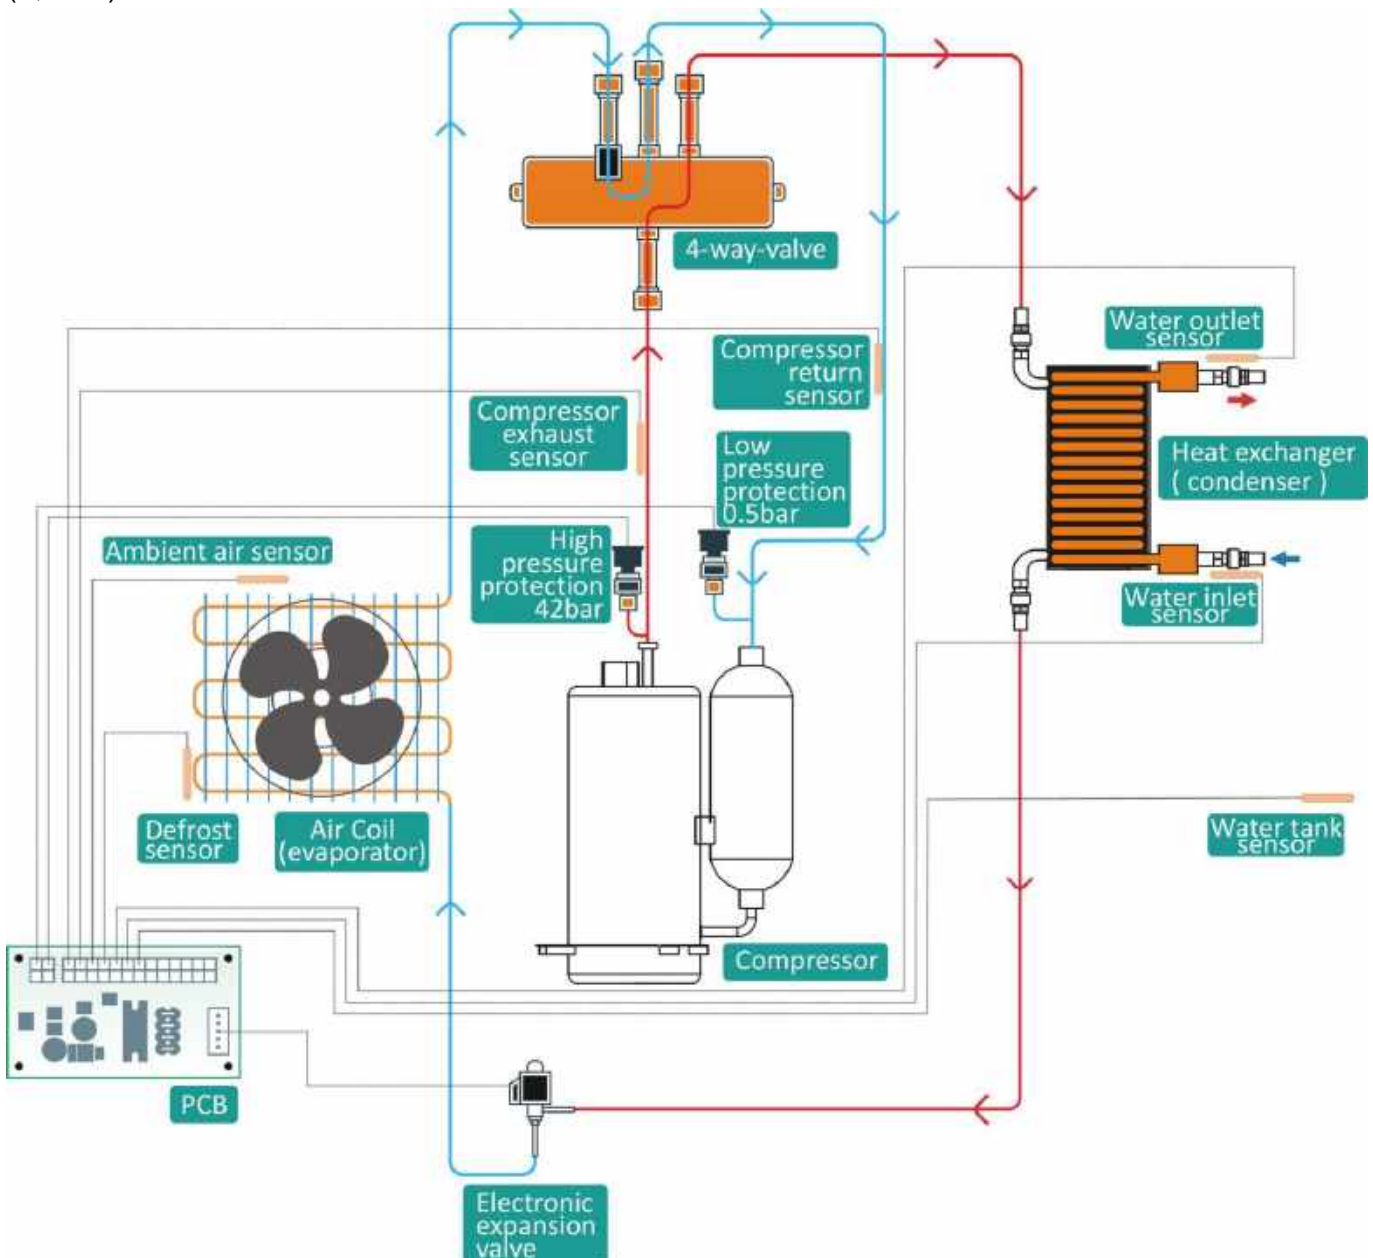 4-way-valve
Water outlet
sensor
Compressor
return
sensor
Compressor
exhaust
sensor
Low
pressure
protection
0.5bar
Heat exchanger
( condenser )
High
pressure
protection
42bar
Ambient air sensor
Water inlet
sensor
Defrost
sensor
Air Coil
(evaporator)
Water tank
sensor
Compressor
PCB
Electronic
expansion
valve